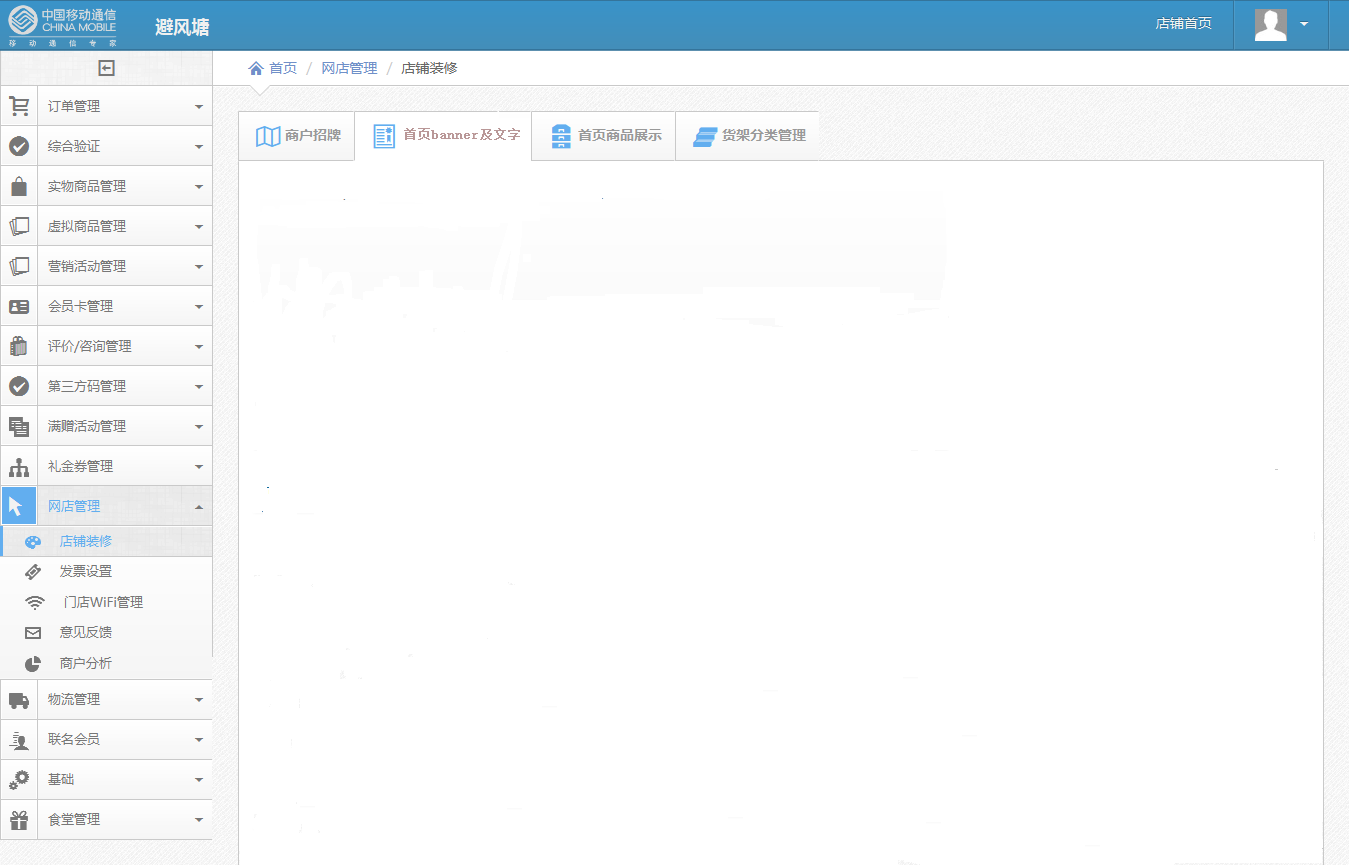 中国移动通信
CHINA MOBILE
移动通信专家
避风塘
店铺首页
首页 / 网店管理 / 店铺装修
订单管理
综合验证
实物商品管理
虚拟商品管理
营销活动管理
会员卡管理
评价/咨询管理
第三方码管理
满赠活动管理
礼金券管理
网店管理
店铺装修
发票设置
门店WiFi管理
意见反馈
商户分析
物流管理
联名会员
基础
食堂管理
商户招牌
首页banner及文字
首页商品展示
货架分类管理